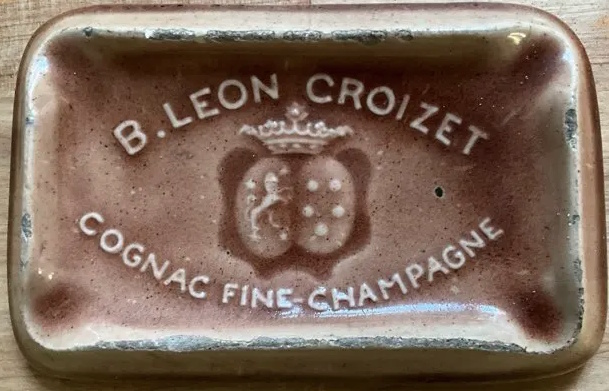 B. LEON CROIZET
COGNAC FINE-CHAMPAGNE